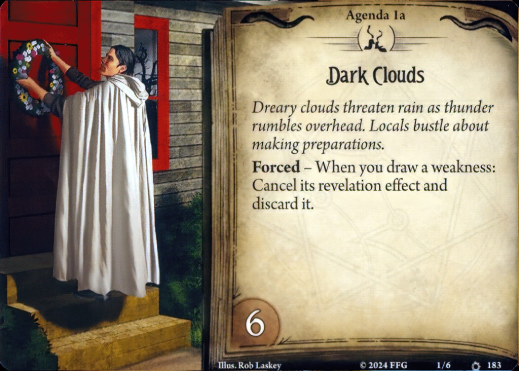 Agenda 1a
Dark Clouds
Dreary clouds threaten rain as thunder
rumbles overhead. Locals bustle about
making preparations.
Forced – When you draw a weakness:
Cancel its revelation effect and
discard it.
6
Illus. Rob Laskey © 2024 FFG 1/6 183